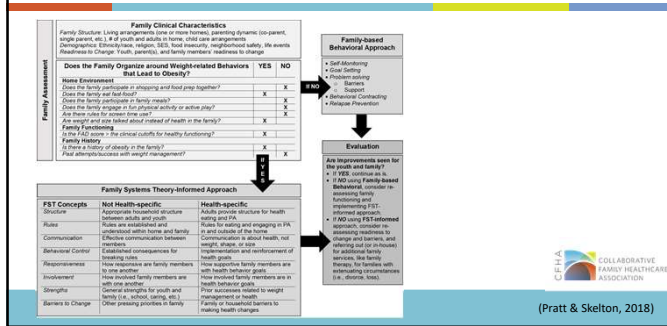 Family Clinical Characteristics
Family Structure: Living arrangements (one or more homes), parenting dynamic (co-parent,
single parent, etc.), # of youth and adults in home, child care arrangements
Demographics: Ethnicity/race, religion, SES, food insecurity, neighborhood safety, life events
Readiness to Change: Youth, parent(s), and family members' readiness to change
Family Assessment
Does the Family Organize around Weight-related Behaviors that Lead to Obesity? YES NO
Home Environment
Does the family participate in shopping and food prep together? X
Does the family eat fast-food? X
Does the family participate in family meals? X
Does the family engage in fun physical activity or active play? X
Are there rules for screen time use? X
Are weight and size talked about instead of health in the family? X
Family Functioning
Is the FAD score > the clinical cutoffs for healthy functioning? X
Family History
Is there a history of obesity in the family? X
Past attempts/success with weight management? X
If NO
If YES
Family-based
Behavioral Approach
• Self-Monitoring
• Goal Setting
• Problem solving
o Barriers
o Support
• Behavioral Contracting
• Relapse Prevention
Evaluation
Are improvements seen for
the youth and family?
• If YES, continue as is.
• If NO using Family-based
Behavioral, consider re-
assessing family
functioning and
implementing FST-
informed approach.
• If NO using FST-informed
approach, consider re-
assessing readiness to
change and barriers, and
referring out (or in-house)
for additional family
services, like family
therapy, for families with
extenuating circumstances
(i.e., divorce, loss).
Family Systems Theory-Informed Approach
FST Concepts Not Health-specific Health-specific
Structure Appropriate household structure between adults and youth Adults provide structure for health eating and PA
Rules Rules are established and understood within home and family Rules for eating and engaging in PA in and outside of the home
Communication Effective communication between members Communication is about health, not weight, shape, or size
Behavioral Control Established consequences for breaking rules Implementation and reinforcement of health goals
Responsiveness How responsive are family members to one another How supportive family members are with health behavior goals
Involvement How involved family members are with one another How involved family members are in health behavior goals
Strengths General strengths for youth and family (i.e., school, caring, etc.) Prior successes related to weight management or health
Barriers to Change Other pressing priorities in family Family or household barriers to making health changes
CFHA
COLLABORATIVE
FAMILY HEALTHCARE
ASSOCIATION
(Pratt & Skelton, 2018)